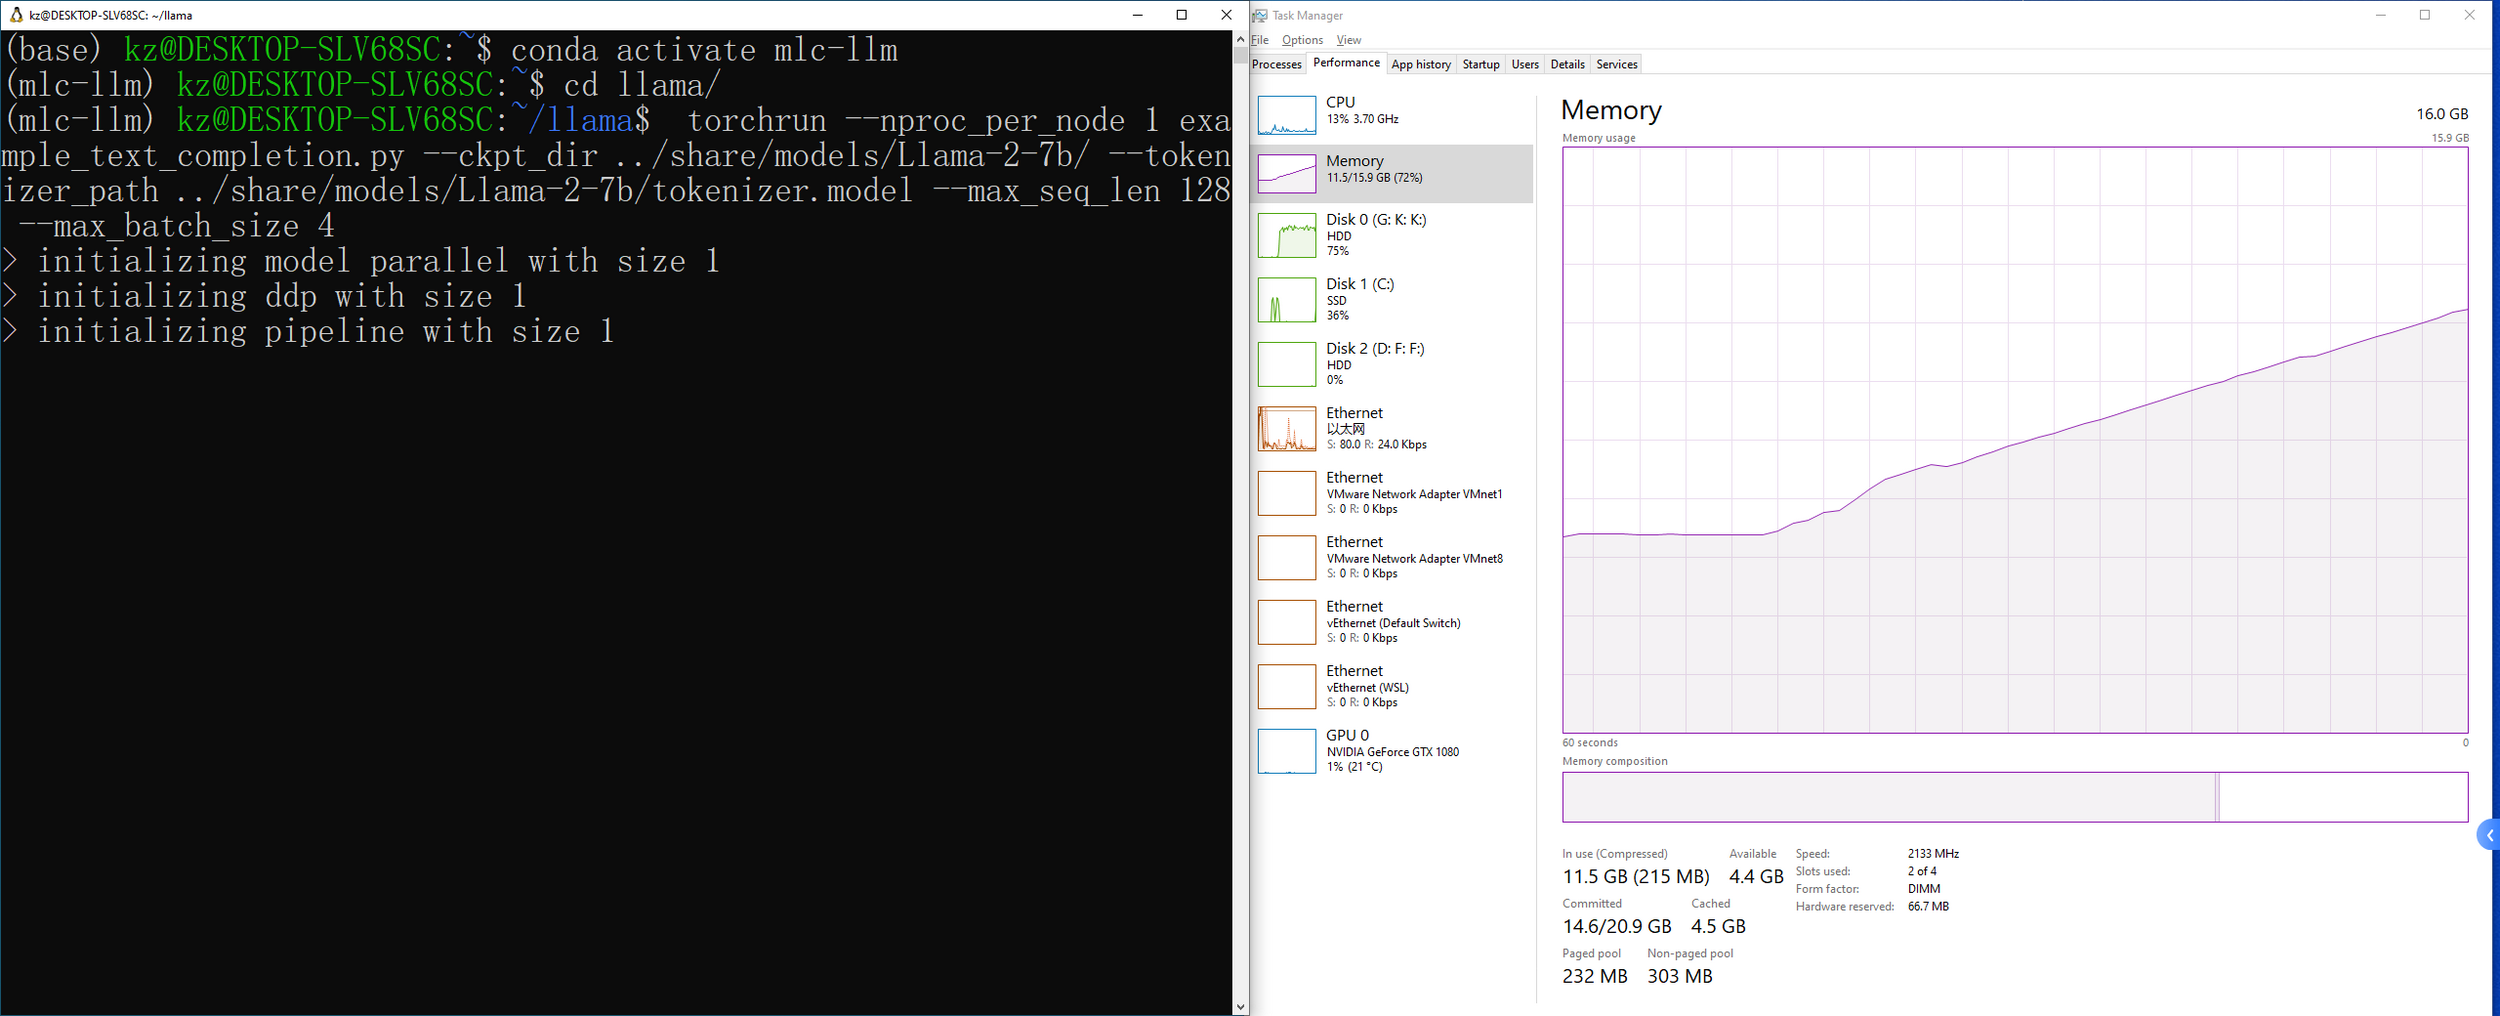 kz@DESKTOP-SLV68SC: ~/llama
(base) kz@DESKTOP-SLV68SC:~$ conda activate mlc-llm
(mlc-llm) kz@DESKTOP-SLV68SC:~$ cd llama/
(mlc-llm) kz@DESKTOP-SLV68SC:~/llama$  torchrun --nproc_per_node 1 exa
mple_text_completion.py --ckpt_dir ../share/models/Llama-2-7b/ --token
izer_path ../share/models/Llama-2-7b/tokenizer.model --max_seq_len 128
 --max_batch_size 4
> initializing model parallel with size 1
> initializing ddp with size 1
> initializing pipeline with size 1
Task Manager
File Options View
Processes Performance App history Startup Users Details Services
CPU
13% 3.70 GHz
Memory
11.5/15.9 GB (72%)
Disk 0 (G: K: K:)
HDD
75%
Disk 1 (C:)
SSD
36%
Disk 2 (D: F: F:)
HDD
0%
Ethernet
以太网
S: 80.0 R: 24.0 Kbps
Ethernet
VMware Network Adapter VMnet1
S: 0 R: 0 Kbps
Ethernet
VMware Network Adapter VMnet8
S: 0 R: 0 Kbps
Ethernet
vEthernet (Default Switch)
S: 0 R: 0 Kbps
Ethernet
vEthernet (WSL)
S: 0 R: 0 Kbps
GPU 0
NVIDIA GeForce GTX 1080
1% (21 °C)
Memory 16.0 GB
Memory usage 15.9 GB
60 seconds 0
Memory composition
In use (Compressed) Available
11.5 GB (215 MB) 4.4 GB
Committed Cached
14.6/20.9 GB 4.5 GB
Paged pool Non-paged pool
232 MB 303 MB
Speed: 2133 MHz
Slots used: 2 of 4
Form factor: DIMM
Hardware reserved: 66.7 MB